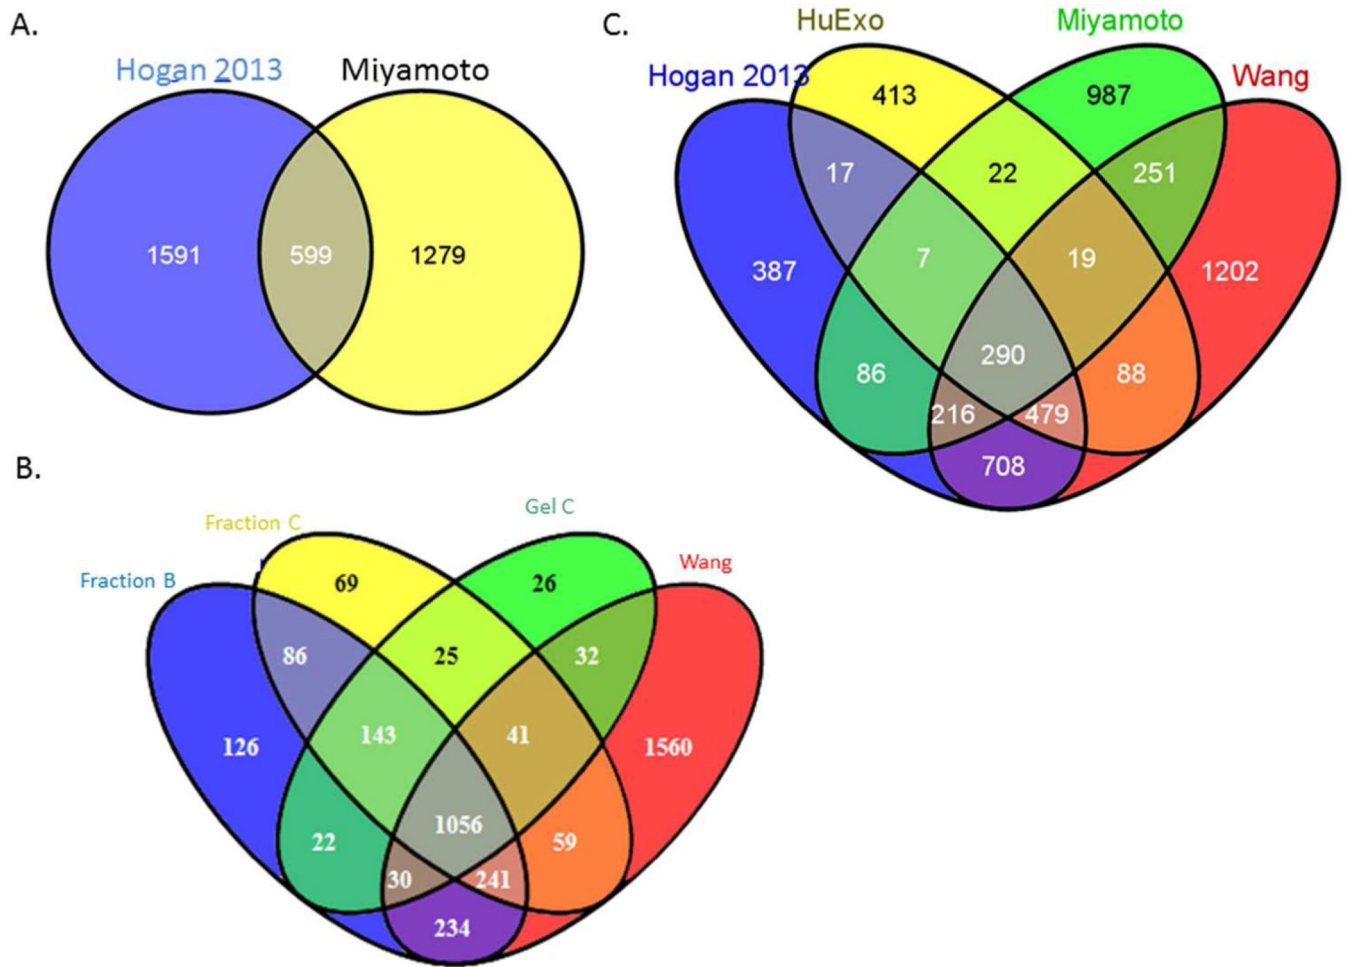 A.
Hogan 2013 Miyamoto
1591 599 1279
B.
Fraction C
Gel C
Fraction B
Wang
69
26
86
25
32
126
143
41
1560
22
1056
59
30
241
234
C.
HuExo
Miyamoto
Hogan 2013
Wang
413
987
17
22
251
387
7
19
1202
86
290
88
216
479
708